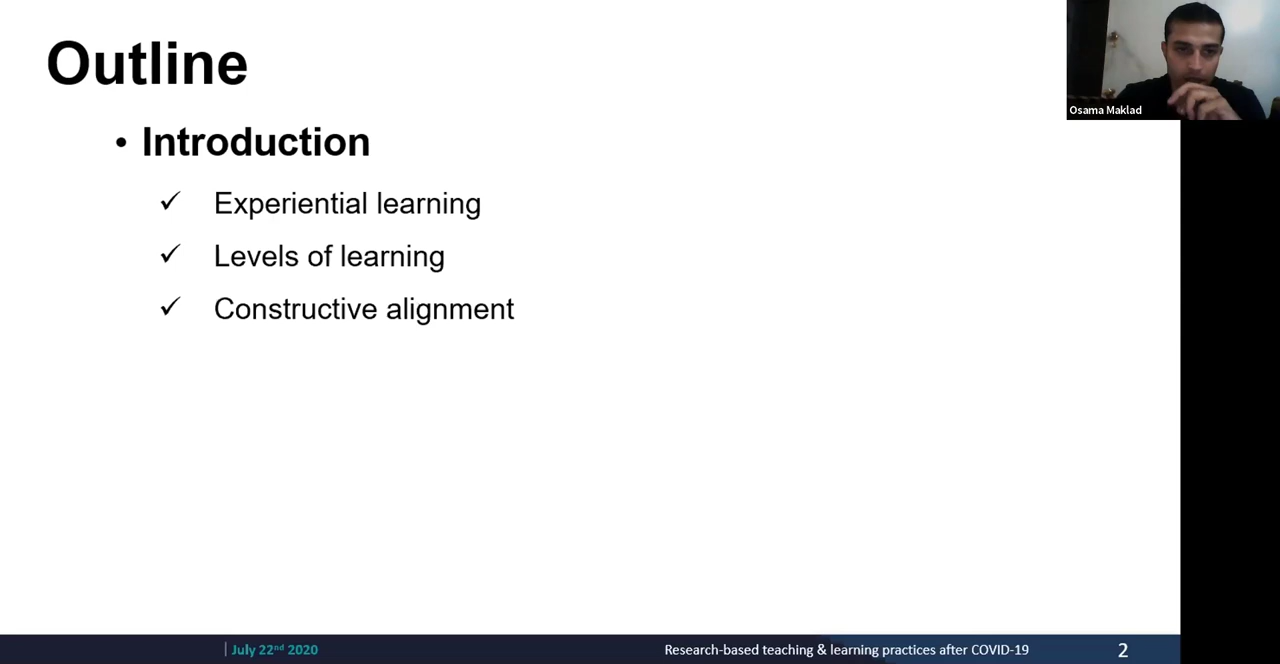 Outline
Osama Maklad
• Introduction
✓ Experiential learning
✓ Levels of learning
✓ Constructive alignment
| July 22nd 2020
Research-based teaching & learning practices after COVID-19
2